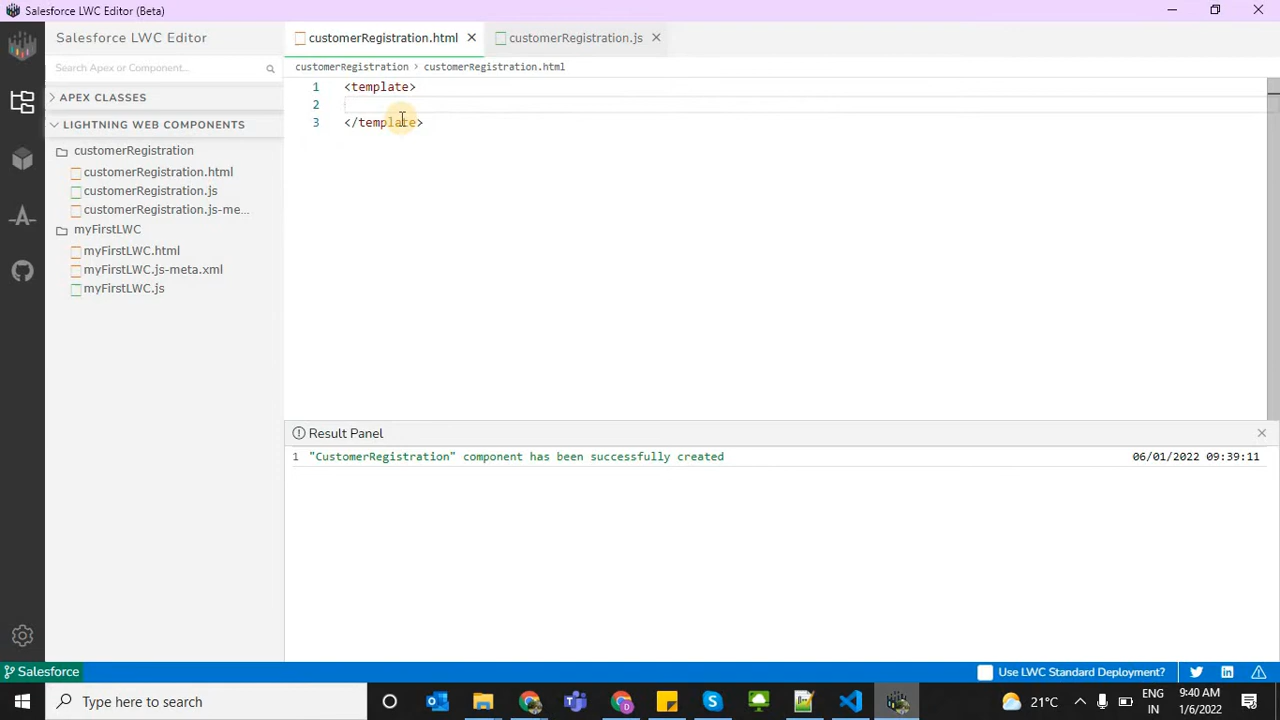 Salesforce LWC Editor (Beta)
Salesforce LWC Editor
customerRegistration.html
customerRegistration.js
Search Apex or Component...
customerRegistration > customerRegistration.html
APEX CLASSES
LIGHTNING WEB COMPONENTS
customerRegistration
customerRegistration.html
customerRegistration.js
customerRegistration.js-me...
myFirstLWC
myFirstLWC.html
myFirstLWC.js-meta.xml
myFirstLWC.js
1 <template>
2
3 </template>
Result Panel
1 "CustomerRegistration" component has been successfully created 06/01/2022 09:39:11
Salesforce
Use LWC Standard Deployment?
Type here to search
21°C
ENG
IN
9:40 AM
1/6/2022